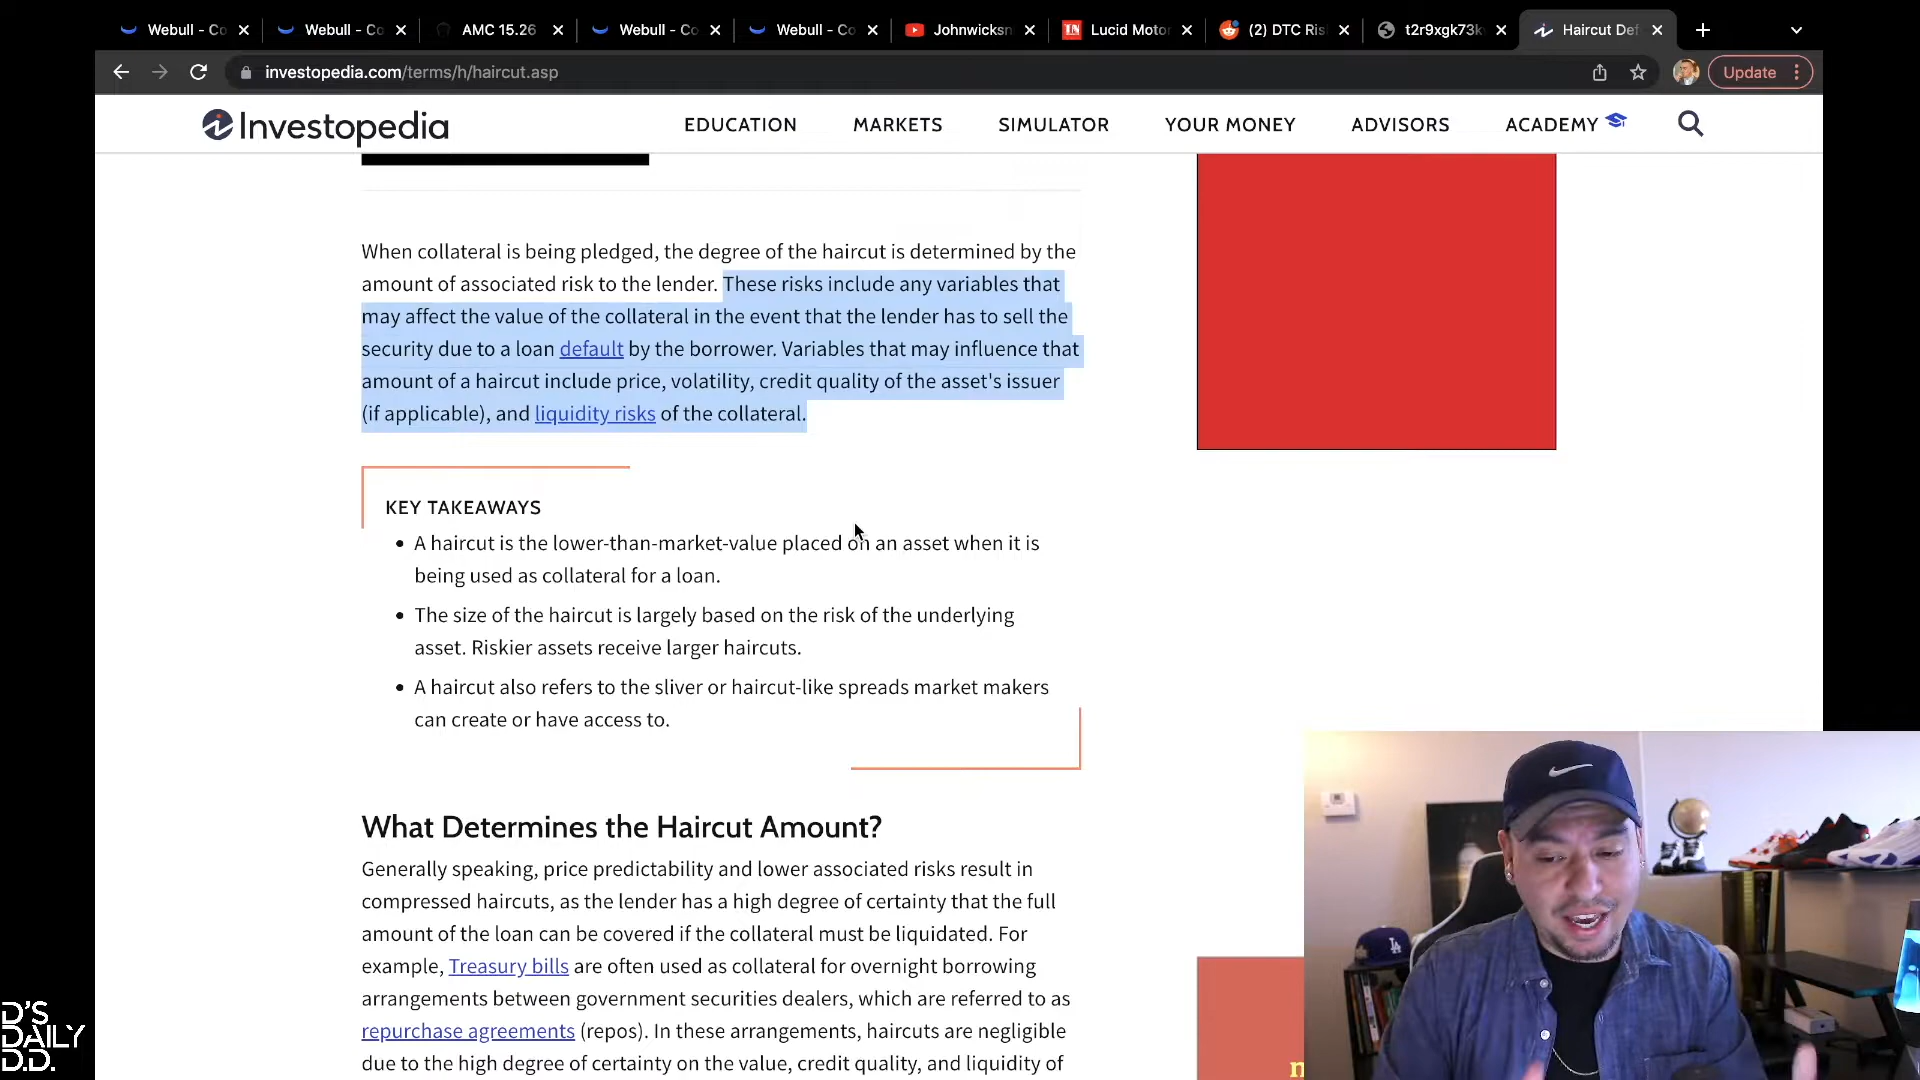 Webull - Co
Webull - Co
AMC 15.26
Webull - Co
Webull - Co
Johnwicksn
Lucid Motor
(2) DTC Ris
t2r9xgk73k
Haircut Def
investopedia.com/terms/h/haircut.asp
Update
Investopedia
EDUCATION
MARKETS
SIMULATOR
YOUR MONEY
ADVISORS
ACADEMY
When collateral is being pledged, the degree of the haircut is determined by the
amount of associated risk to the lender. These risks include any variables that
may affect the value of the collateral in the event that the lender has to sell the
security due to a loan default by the borrower. Variables that may influence that
amount of a haircut include price, volatility, credit quality of the asset's issuer
(if applicable), and liquidity risks of the collateral.
KEY TAKEAWAYS
• A haircut is the lower-than-market-value placed on an asset when it is
being used as collateral for a loan.
• The size of the haircut is largely based on the risk of the underlying
asset. Riskier assets receive larger haircuts.
• A haircut also refers to the sliver or haircut-like spreads market makers
can create or have access to.
What Determines the Haircut Amount?
Generally speaking, price predictability and lower associated risks result in
compressed haircuts, as the lender has a high degree of certainty that the full
amount of the loan can be covered if the collateral must be liquidated. For
example, Treasury bills are often used as collateral for overnight borrowing
arrangements between government securities dealers, which are referred to as
repurchase agreements (repos). In these arrangements, haircuts are negligible
due to the high degree of certainty on the value, credit quality, and liquidity of
LA
D'S
DAILY
D.D.